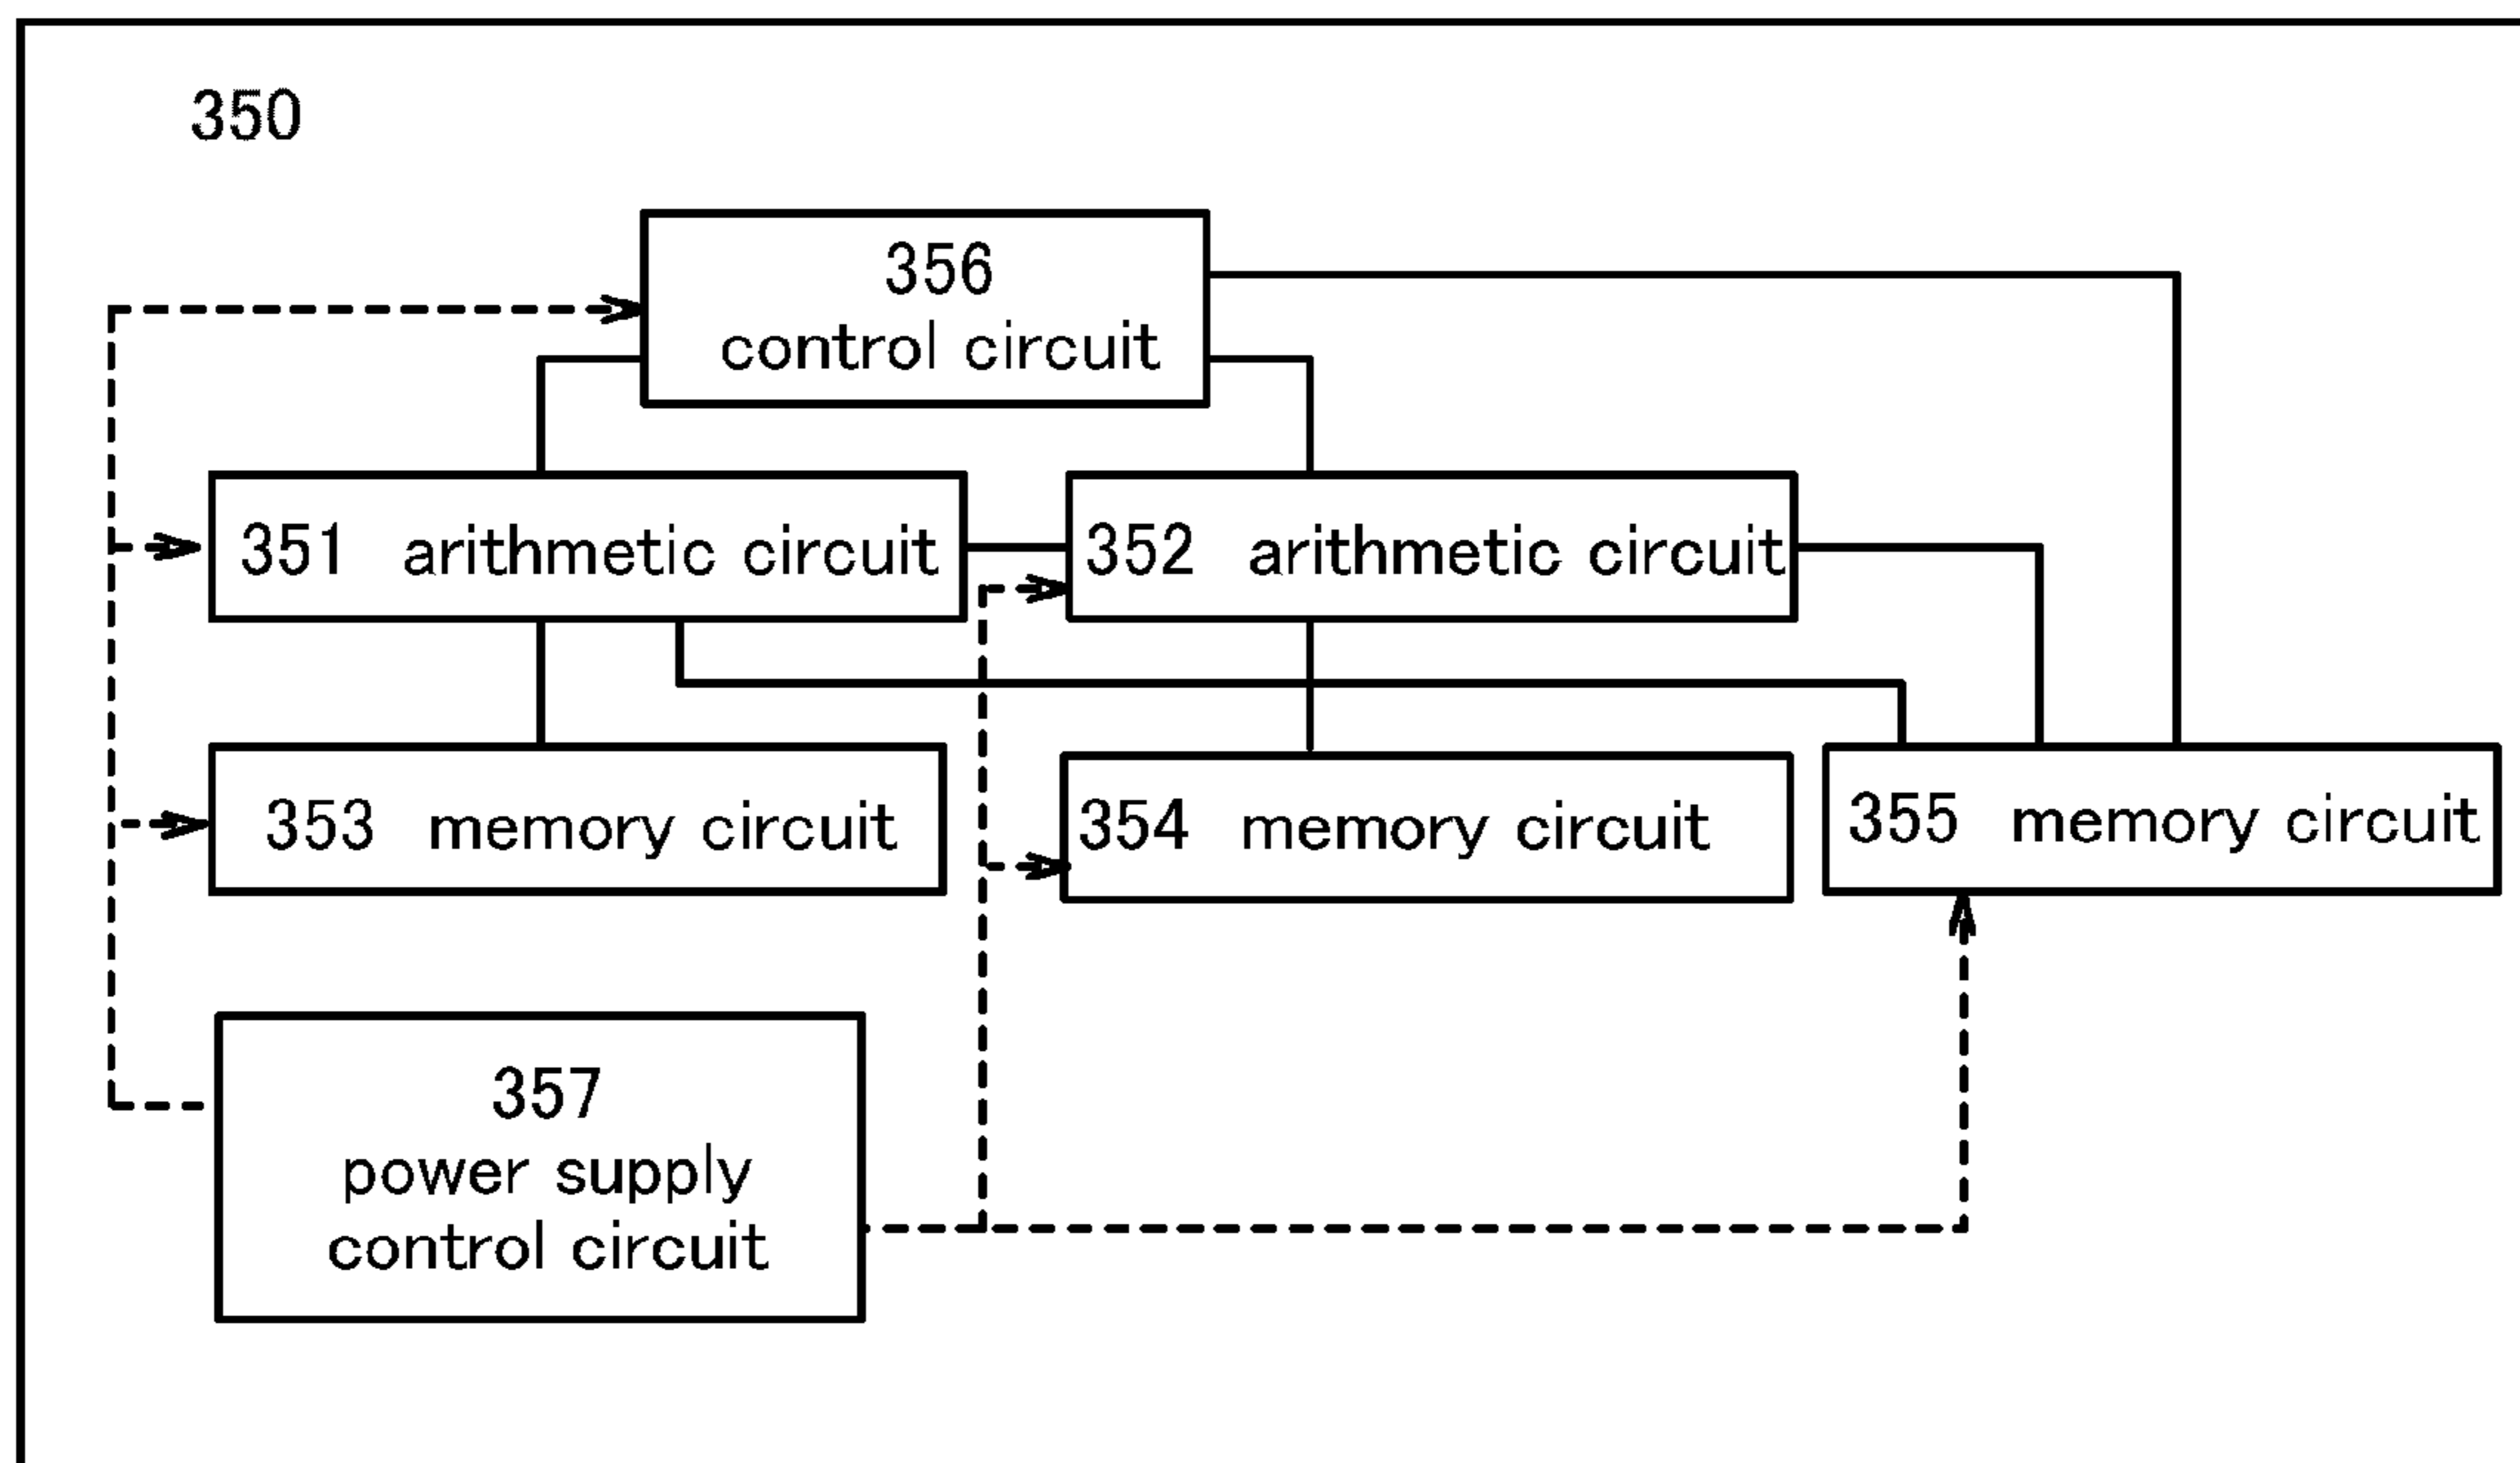 350
356
control circuit
351 arithmetic circuit
352 arithmetic circuit
353 memory circuit
354 memory circuit
355 memory circuit
357
power supply
control circuit